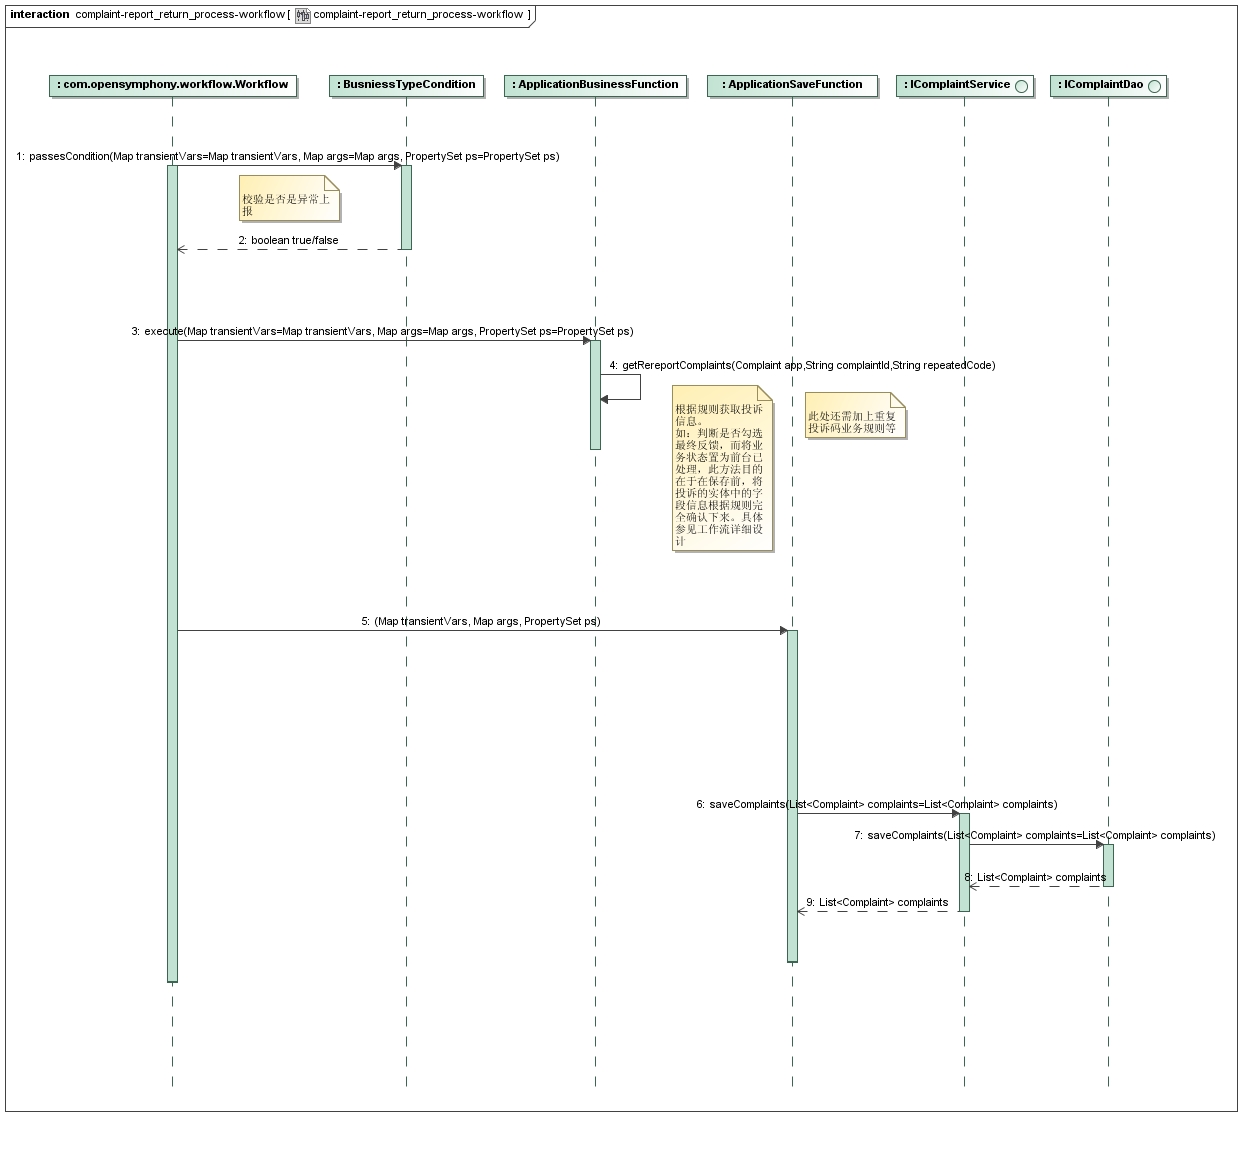 interaction complaint-report_return_process-workflow [ complaint-report_return_process-workflow ]
: com.opensymphony.workflow.Workflow
: BusniessTypeCondition
: ApplicationBusinessFunction
: ApplicationSaveFunction
: IComplaintService
: IComplaintDao
1: passesCondition(Map transientVars=Map transientVars, Map args=Map args, PropertySet ps=PropertySet ps)
校验是否是异常上
报
2: boolean true/false
3: execute(Map transientVars=Map transientVars, Map args=Map args, PropertySet ps=PropertySet ps)
4: getRereportComplaints(Complaint app,String complaintId,String repeatedCode)
根据规则获取投诉
信息。
如：判断是否勾选
最终反馈，而将业
务状态置为前台已
处理，此方法目的
在于在保存前，将
投诉的实体中的字
段信息根据规则完
全确认下来。具体
参见工作流详细设
计
此处还需加上重复
投诉码业务规则等
5: (Map transientVars, Map args, PropertySet ps)
6: saveComplaints(List<Complaint> complaints=List<Complaint> complaints)
7: saveComplaints(List<Complaint> complaints=List<Complaint> complaints)
8: List<Complaint> complaints
9: List<Complaint> complaints